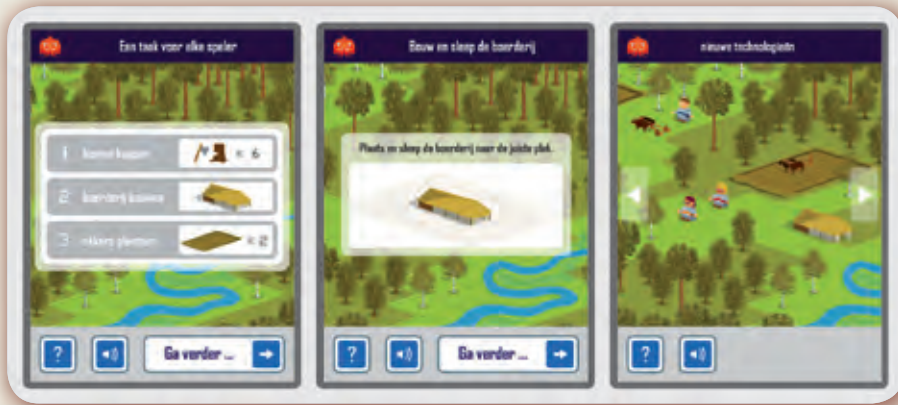 Een taak voor elke speler
1 bomen kappen × 6
2 boerderij bouwen
3 akkers plaatsen × 2
? Ga verder ...
Bouw en sleep de boerderij
Plaats en sleep de boerderij naar de juiste plek.
? Ga verder ...
nieuwe technologieën
?